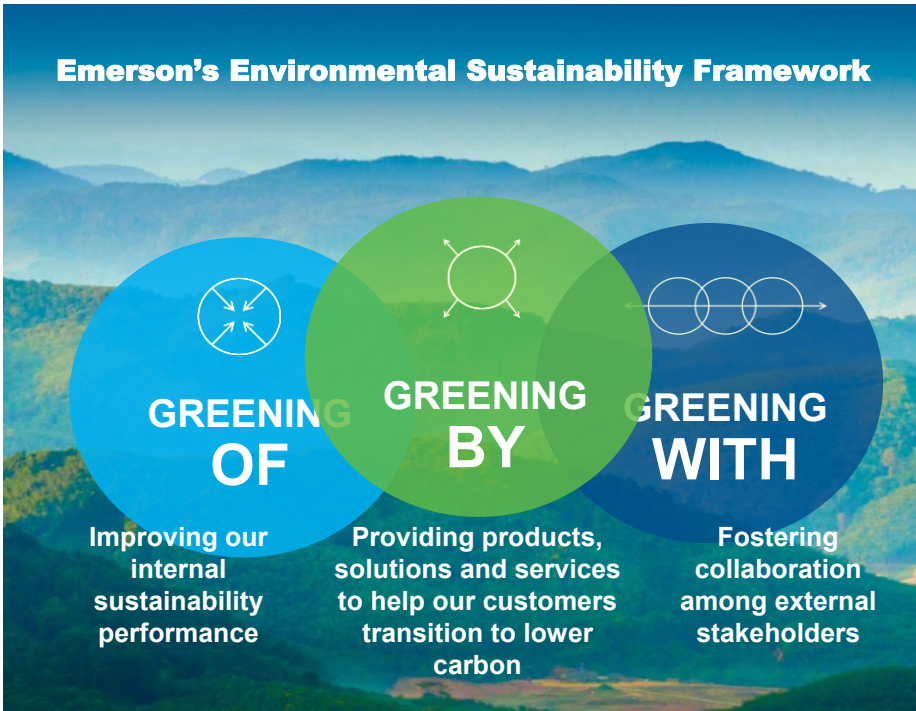 Emerson’s Environmental Sustainability Framework
GREENING
OF
Improving our
internal
sustainability
performance
GREENING
BY
Providing products,
solutions and services
to help our customers
transition to lower
carbon
GREENING
WITH
Fostering
collaboration
among external
stakeholders